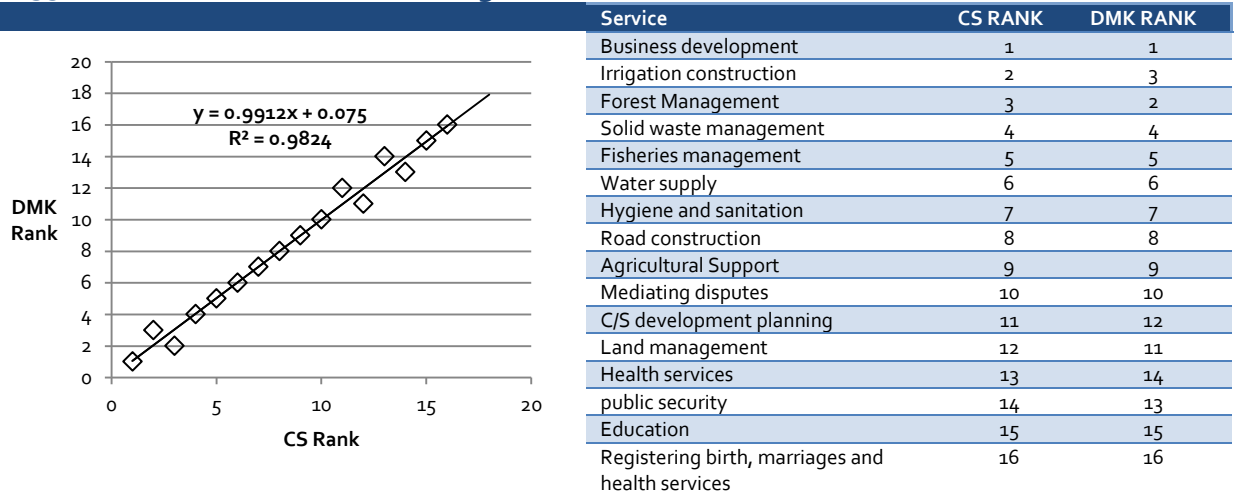 Service CS RANK DMK RANK
Business development 1 1
Irrigation construction 2 3
Forest Management 3 2
Solid waste management 4 4
Fisheries management 5 5
Water supply 6 6
Hygiene and sanitation 7 7
Road construction 8 8
Agricultural Support 9 9
Mediating disputes 10 10
C/S development planning 11 12
Land management 12 11
Health services 13 14
public security 14 13
Education 15 15
Registering birth, marriages and 16 16
health services
20
18
16
14
12
10
8
6
4
2
0
y = 0.9912x + 0.075
R² = 0.9824
DMK
Rank
0 5 10 15 20
CS Rank